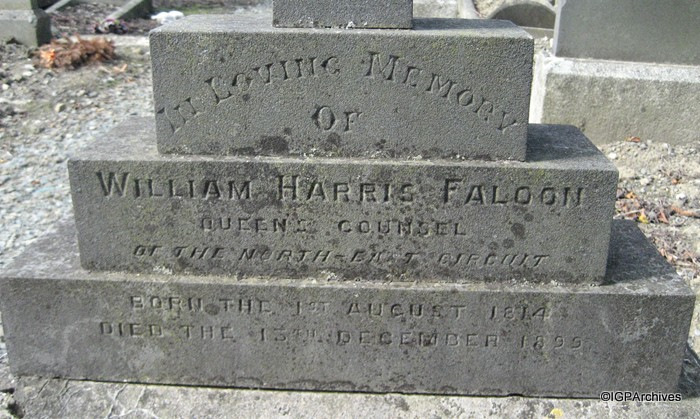 IN LOVING MEMORY
OF
WILLIAM HARRIS FALOON
QUEEN'S COUNSEL
OF THE NORTH-EAST CIRCUIT
BORN THE 1ST AUGUST 1814
DIED THE 13TH DECEMBER 1899
©IGPArchives